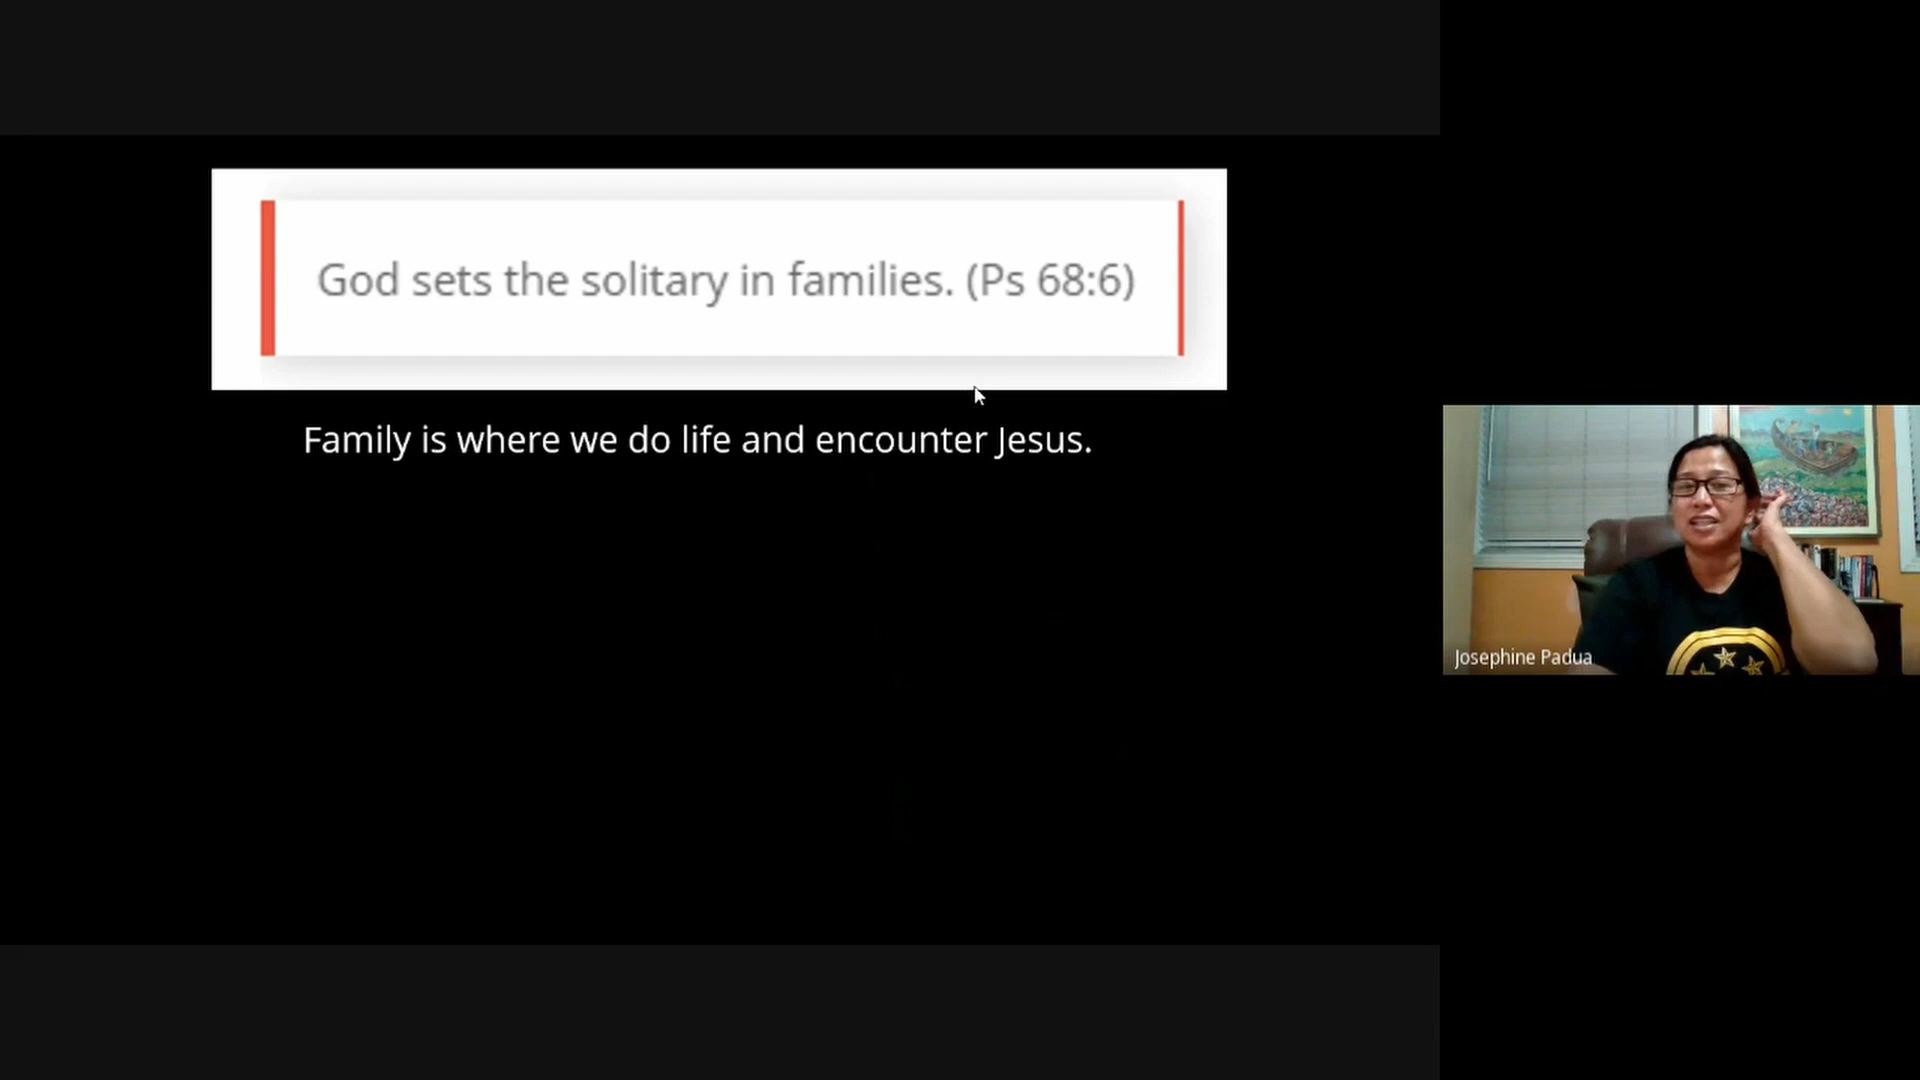 God sets the solitary in families. (Ps 68:6)
Family is where we do life and encounter Jesus.
Josephine Padua